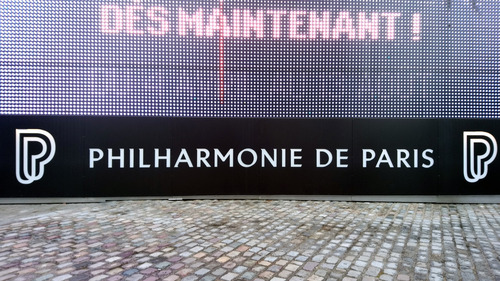 DÈS MAINTENANT !
PHILHARMONIE DE PARIS